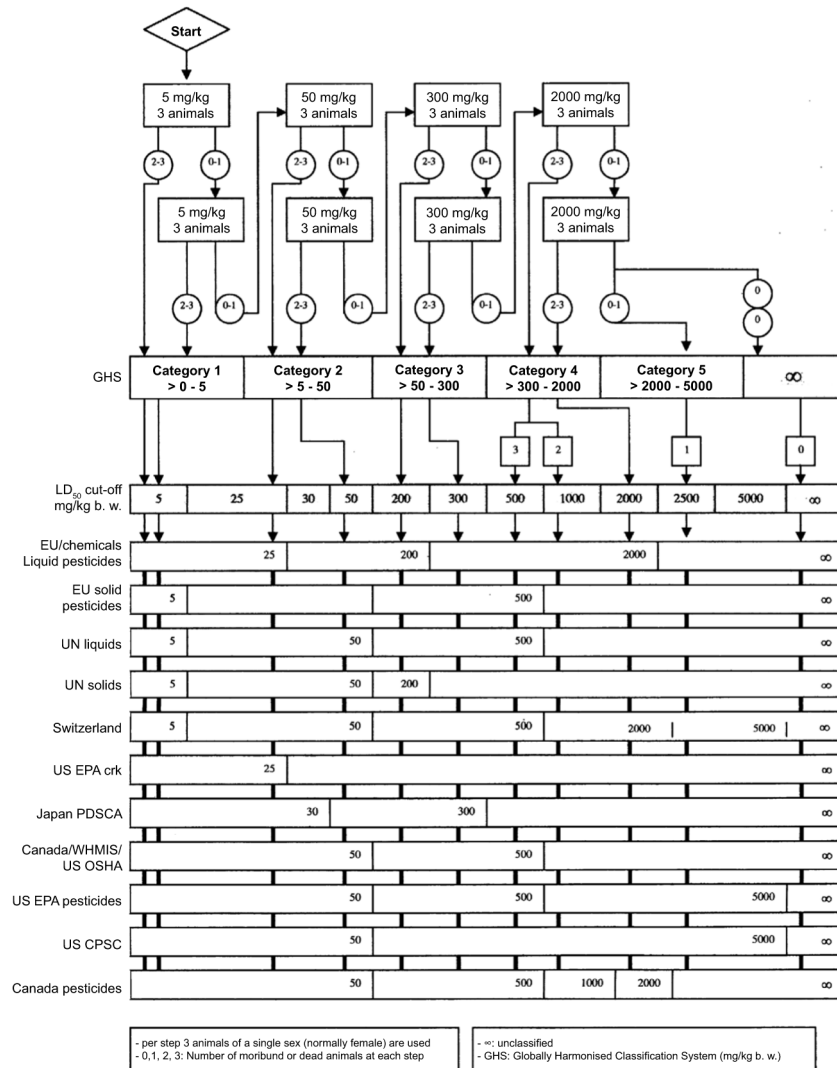 Start
5 mg/kg
3 animals
50 mg/kg
3 animals
300 mg/kg
3 animals
2000 mg/kg
3 animals
2-3 0-1 2-3 0-1 2-3 0-1 2-3 0-1
5 mg/kg
3 animals
50 mg/kg
3 animals
300 mg/kg
3 animals
2000 mg/kg
3 animals
2-3 0-1 2-3 0-1 2-3 0-1 2-3 0-1 0
0
GHS
Category 1
> 0 - 5
Category 2
> 5 - 50
Category 3
> 50 - 300
Category 4
> 300 - 2000
Category 5
> 2000 - 5000
∞
3 2 1 0
LD50 cut-off
mg/kg b. w.
5 25 30 50 200 300 500 1000 2000 2500 5000 ∞
EU/chemicals
Liquid pesticides
25 200 2000 ∞
EU solid
pesticides
5 500 ∞
UN liquids 5 50 500 ∞
UN solids 5 50 200 ∞
Switzerland 5 50 500 2000 5000 ∞
US EPA crk 25 ∞
Japan PDSCA 30 300 ∞
Canada/WHMIS/
US OSHA
50 500 ∞
US EPA pesticides 50 500 5000 ∞
US CPSC 50 5000 ∞
Canada pesticides 50 500 1000 2000 ∞
- per step 3 animals of a single sex (normally female) are used
- 0,1, 2, 3: Number of moribund or dead animals at each step
- ∞: unclassified
- GHS: Globally Harmonised Classification System (mg/kg b. w.)